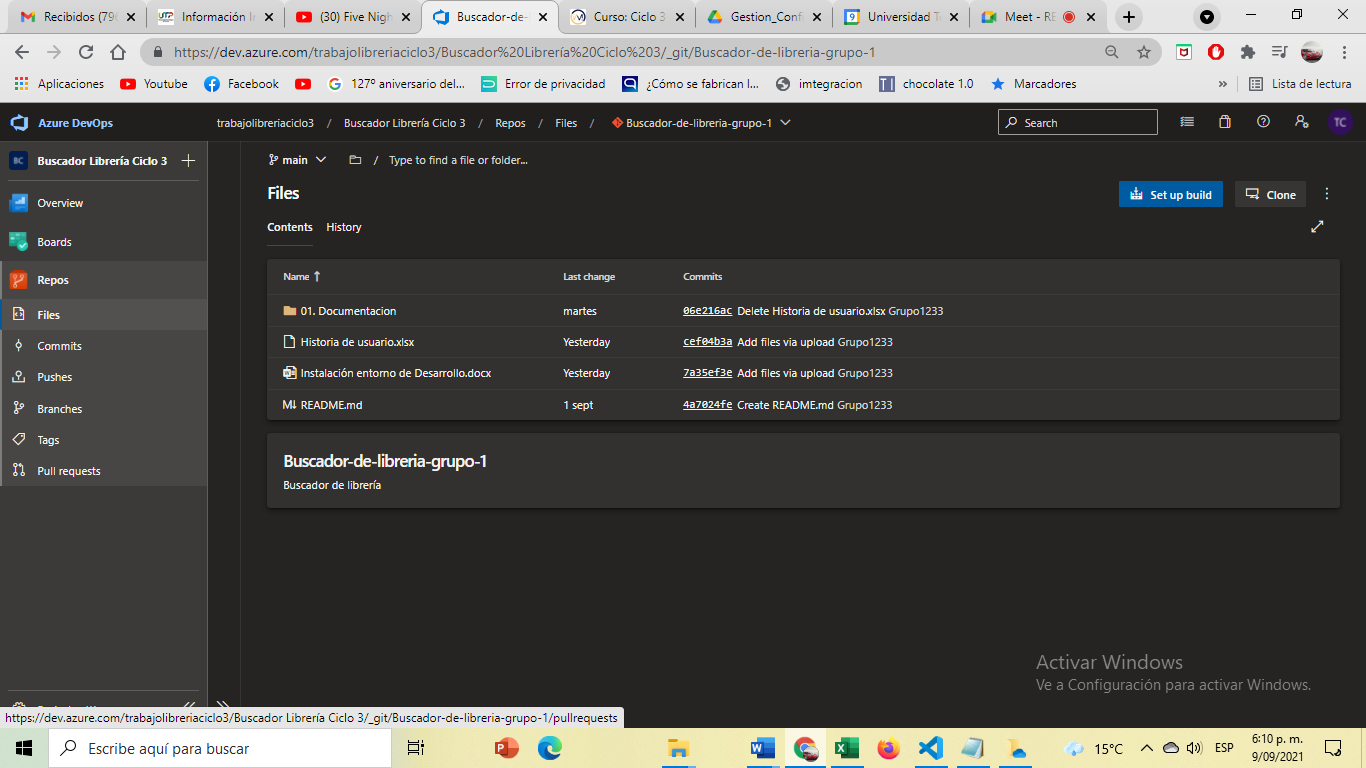 Recibidos (790
Información In
(30) Five Nigh
Buscador-de-
Curso: Ciclo 3
Gestion_Confi
Universidad T
Meet - RE
https://dev.azure.com/trabajolibreriaciclo3/Buscador%20Librería%20Ciclo%203/_git/Buscador-de-libreria-grupo-1
Aplicaciones
Youtube
Facebook
127º aniversario del...
Error de privacidad
¿Cómo se fabrican l...
imtegracion
chocolate 1.0
Marcadores
»
Lista de lectura
Azure DevOps
trabajolibreriaciclo3 / Buscador Librería Ciclo 3 / Repos / Files / Buscador-de-libreria-grupo-1
Search
TC
BC Buscador Librería Ciclo 3
Overview
Boards
Repos
Files
Commits
Pushes
Branches
Tags
Pull requests
main
/ Type to find a file or folder...
Files
Set up build
Clone
Contents History
Name Last change Commits
01. Documentacion martes 06e216ac Delete Historia de usuario.xlsx Grupo1233
Historia de usuario.xlsx Yesterday cef04b3a Add files via upload Grupo1233
Instalación entorno de Desarrollo.docx Yesterday 7a35ef3e Add files via upload Grupo1233
README.md 1 sept 4a7024fe Create README.md Grupo1233
Buscador-de-libreria-grupo-1
Buscador de librería
Activar Windows
Ve a Configuración para activar Windows.
https://dev.azure.com/trabajolibreriaciclo3/Buscador Librería Ciclo 3/_git/Buscador-de-libreria-grupo-1/pullrequests
Escribe aquí para buscar
15°C
ESP
6:10 p. m.
9/09/2021